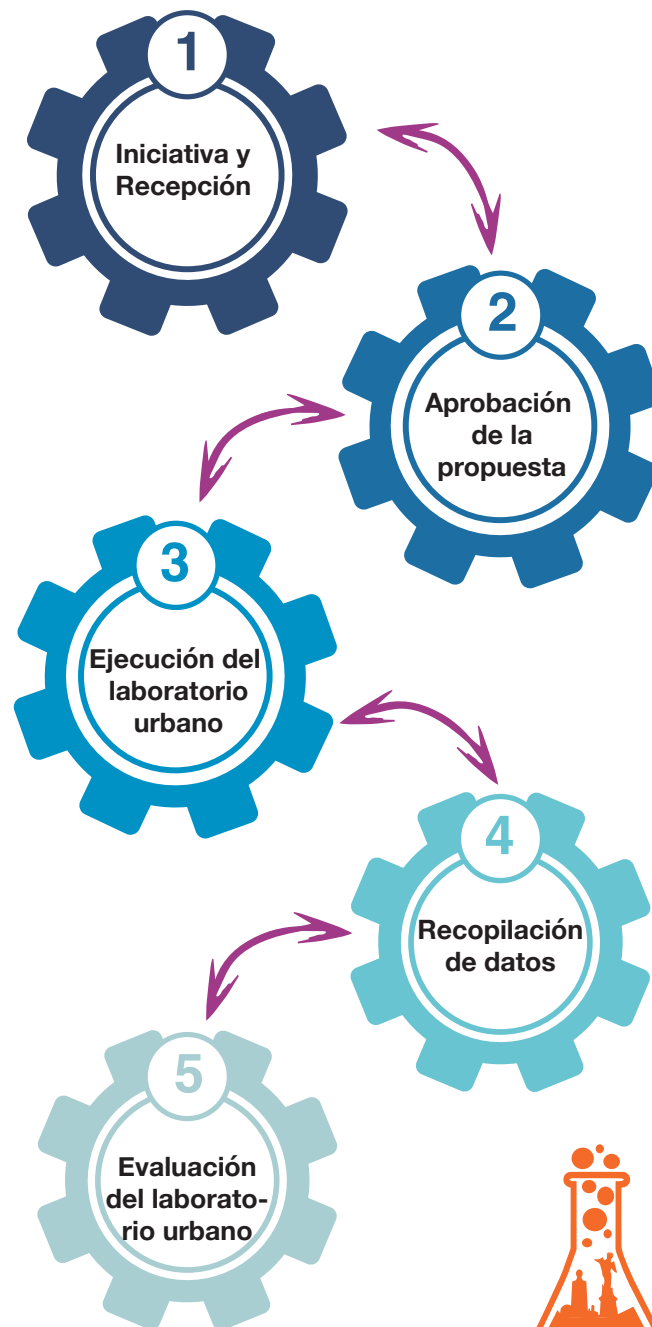 1
Iniciativa y
Recepción
2
Aprobación
de la
propuesta
3
Ejecución del
laboratorio
urbano
4
Recopilación
de datos
5
Evaluación
del laborato-
rio urbano